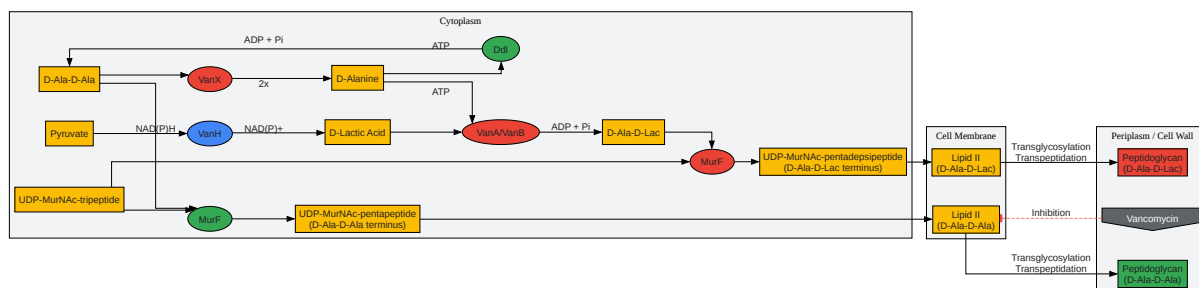 Cytoplasm
ADP + Pi
ATP
Ddl
D-Ala-D-Ala
VanX
2x
D-Alanine
ATP
Pyruvate
NAD(P)H
VanH
NAD(P)+
D-Lactic Acid
VanA/VanB
ADP + Pi
D-Ala-D-Lac
MurF
UDP-MurNAc-pentadepsipeptide
(D-Ala-D-Lac terminus)
UDP-MurNAc-tripeptide
MurF
UDP-MurNAc-pentapeptide
(D-Ala-D-Ala terminus)
Cell Membrane
Lipid II
(D-Ala-D-Lac)
Lipid II
(D-Ala-D-Ala)
Transglycosylation
Transpeptidation
Inhibition
Transglycosylation
Transpeptidation
Periplasm / Cell Wall
Peptidoglycan
(D-Ala-D-Lac)
Vancomycin
Peptidoglycan
(D-Ala-D-Ala)